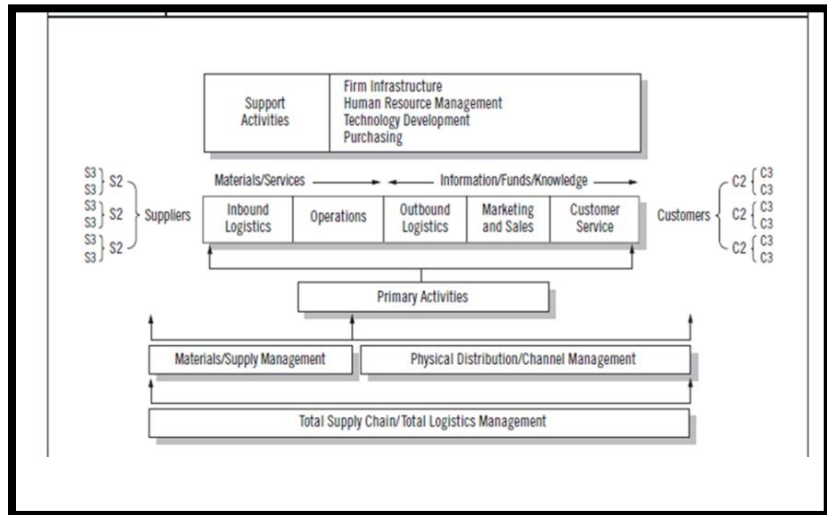 Support
Activities
Firm Infrastructure
Human Resource Management
Technology Development
Purchasing
Materials/Services
Information/Funds/Knowledge
S3
S3
S2
S3
S3
S2
S3
S3
S2
Suppliers
Inbound
Logistics
Operations
Outbound
Logistics
Marketing
and Sales
Customer
Service
Customers
C2
C3
C3
C2
C3
C3
C2
C3
C3
Primary Activities
Materials/Supply Management
Physical Distribution/Channel Management
Total Supply Chain/Total Logistics Management